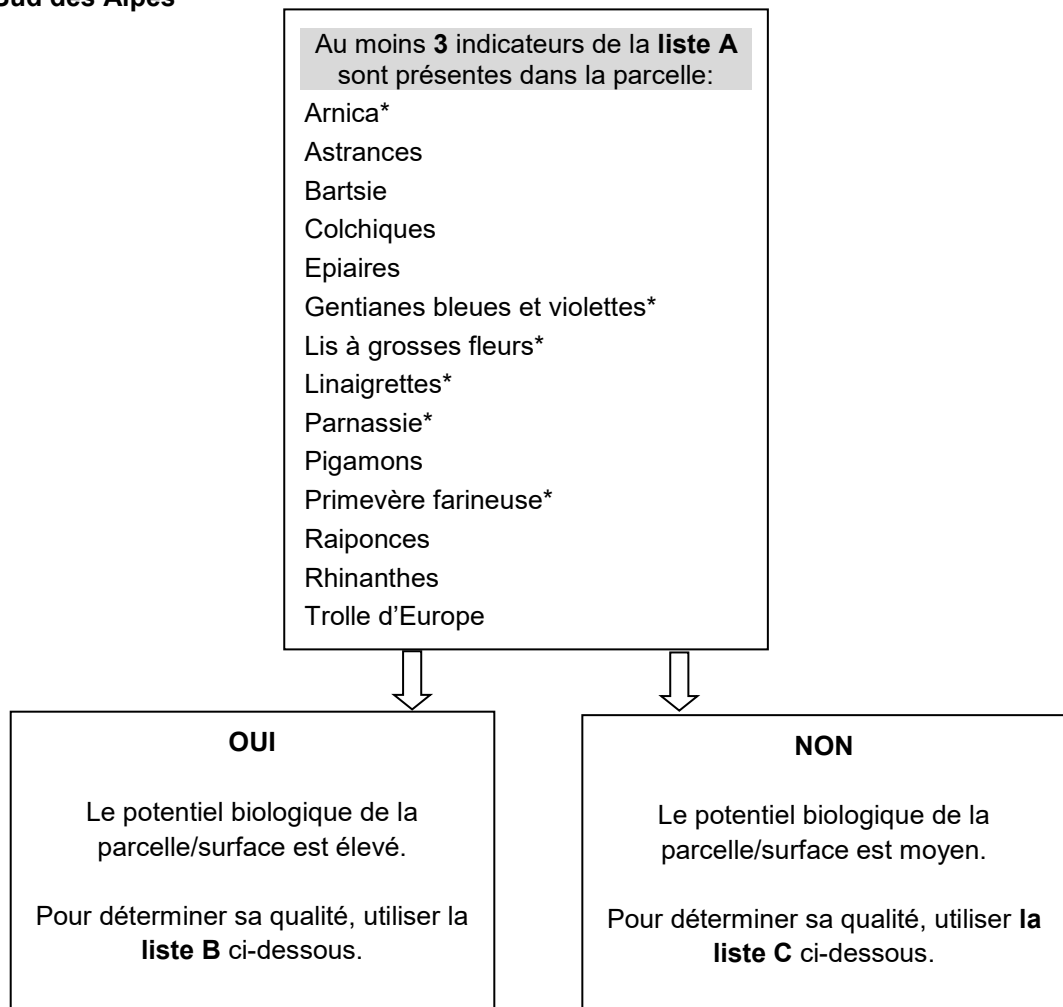 Sud des Alpes
Au moins 3 indicateurs de la liste A
sont présentes dans la parcelle:
Arnica*
Astrances
Bartsie
Colchiques
Epiaires
Gentianes bleues et violettes*
Lis à grosses fleurs*
Linaigrettes*
Parnassie*
Pigamons
Primevère farineuse*
Raiponces
Rhinanthes
Trolle d’Europe
OUI
Le potentiel biologique de la
parcelle/surface est élevé.
Pour déterminer sa qualité, utiliser la
liste B ci-dessous.
NON
Le potentiel biologique de la
parcelle/surface est moyen.
Pour déterminer sa qualité, utiliser la
liste C ci-dessous.